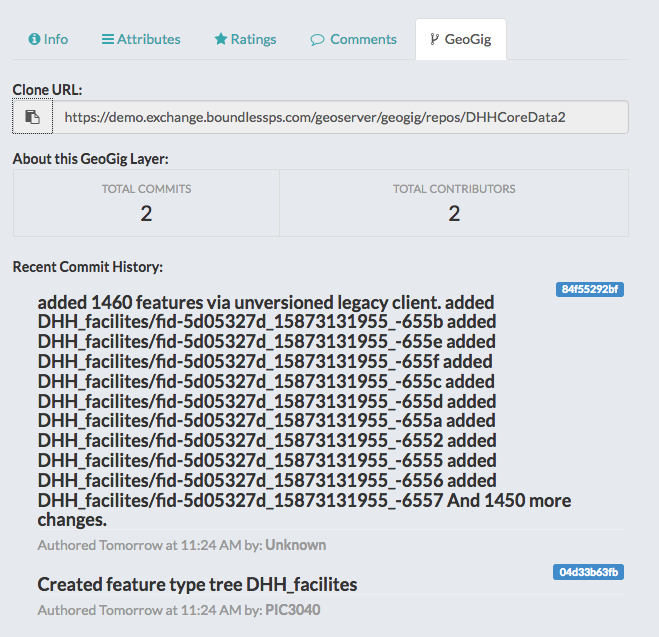 Info Attributes Ratings Comments GeoGig
Clone URL:
https://demo.exchange.boundlessps.com/geoserver/geogig/repos/DHHCoreData2
About this GeoGig Layer:
TOTAL COMMITS TOTAL CONTRIBUTORS
2 2
Recent Commit History:
84f55292bf
added 1460 features via unversioned legacy client. added
DHH_facilites/fid-5d05327d_15873131955_-655b added
DHH_facilites/fid-5d05327d_15873131955_-655e added
DHH_facilites/fid-5d05327d_15873131955_-655f added
DHH_facilites/fid-5d05327d_15873131955_-655c added
DHH_facilites/fid-5d05327d_15873131955_-655d added
DHH_facilites/fid-5d05327d_15873131955_-655a added
DHH_facilites/fid-5d05327d_15873131955_-6552 added
DHH_facilites/fid-5d05327d_15873131955_-6555 added
DHH_facilites/fid-5d05327d_15873131955_-6556 added
DHH_facilites/fid-5d05327d_15873131955_-6557 And 1450 more
changes.
Authored Tomorrow at 11:24 AM by: Unknown
04d33b63fb
Created feature type tree DHH_facilites
Authored Tomorrow at 11:24 AM by: PIC3040